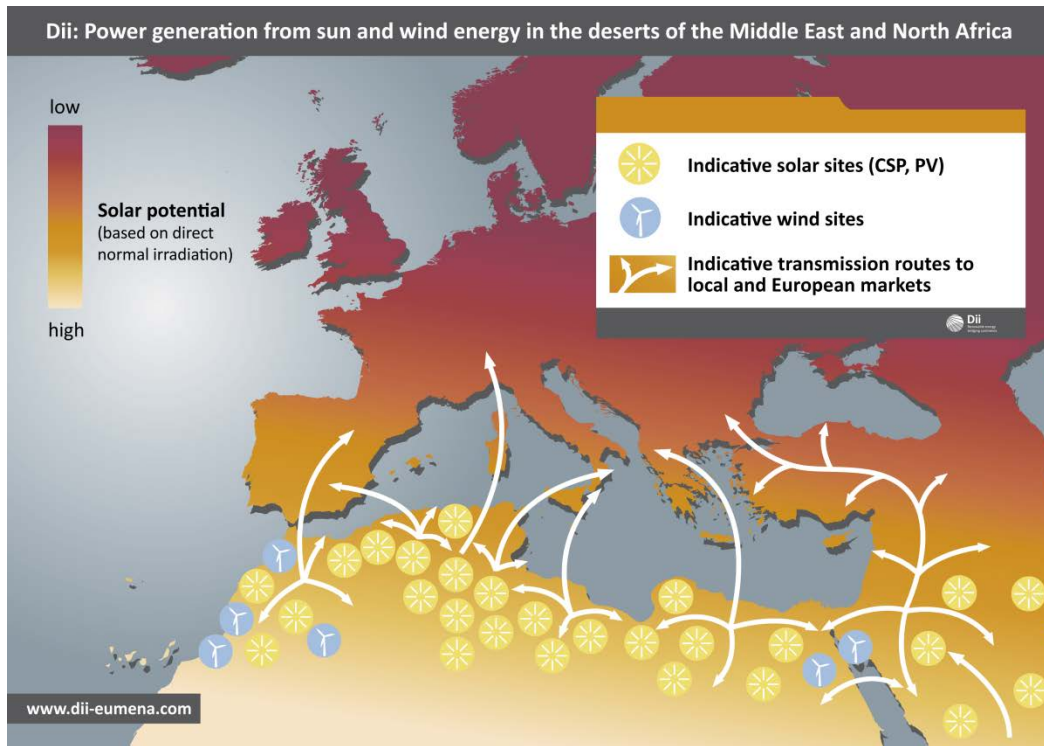 Dii: Power generation from sun and wind energy in the deserts of the Middle East and North Africa
low
Solar potential
(based on direct
normal irradiation)
high
Indicative solar sites (CSP, PV)
Indicative wind sites
Indicative transmission routes to
local and European markets
Dii
www.dii-eumena.com